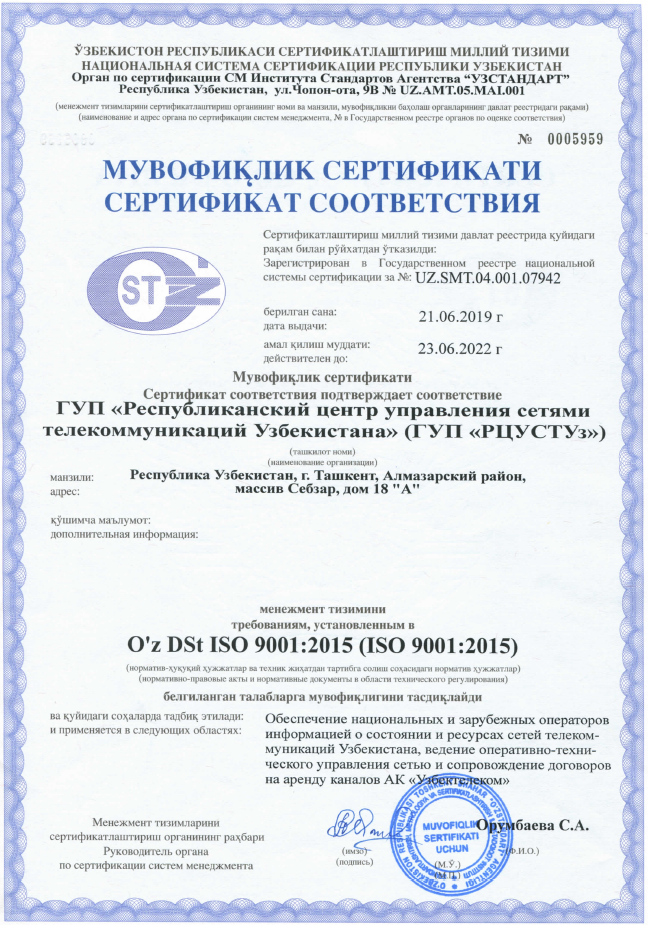 ЎЗБЕКИСТОН РЕСПУБЛИКАСИ СЕРТИФИКАТЛАШТИРИШ МИЛЛИЙ ТИЗИМИ
НАЦИОНАЛЬНАЯ СИСТЕМА СЕРТИФИКАЦИИ РЕСПУБЛИКИ УЗБЕКИСТАН
Орган по сертификации СМ Института Стандартов Агентства “УЗСТАНДАРТ”
Республика Узбекистан, ул.Чопон-ота, 9В № UZ.AMT.05.MAI.001
(менежмент тизимларини сертификатлаштириш органининг номи ва манзили, мувофиқликни баҳолаш органларининг давлат реестридаги рақами)
(наименование и адрес органа по сертификации систем менеджмента, № в Государственном реестре органов по оценке соответствия)
№ 0005959
МУВОФИҚЛИК СЕРТИФИКАТИ
СЕРТИФИКАТ СООТВЕТСТВИЯ
Сертификатлаштириш миллий тизими давлат реестрида қуйидаги
рақам билан рўйхатдан ўтказилди:
Зарегистрирован в Государственном реестре национальной
системы сертификации за №: UZ.SMT.04.001.07942
ST
берилган сана:
дата выдачи:
21.06.2019 г
амал қилиш муддати:
действителен до:
23.06.2022 г
Мувофиқлик сертификати
Сертификат соответствия подтверждает соответствие
ГУП «Республиканский центр управления сетями
телекоммуникаций Узбекистана» (ГУП «РЦУСТУз»)
(ташкилот номи)
(наименование организации)
манзили:
адрес:
Республика Узбекистан, г. Ташкент, Алмазарский район,
массив Себзар, дом 18 "А"
қўшимча маълумот:
дополнительная информация:
менежмент тизимини
требованиям, установленным в
O'z DSt ISO 9001:2015 (ISO 9001:2015)
(норматив-ҳуқуқий ҳужжатлар ва техник жиҳатдан тартибга солиш соҳасидаги норматив ҳужжатлар)
(нормативно-правовые акты и нормативные документы в области технического регулирования)
белгиланган талабларга мувофиқлигини тасдиқлайди
ва қуйидаги соҳаларда тадбиқ этилади:
и применяется в следующих областях:
Обеспечение национальных и зарубежных операторов
информацией о состоянии и ресурсах сетей телеком-
муникаций Узбекистана, ведение оперативно-техни-
ческого управления сетью и сопровождение договоров
на аренду каналов АК «Узбектелеком»
Менежмент тизимларини
сертификатлаштириш органининг раҳбари
Руководитель органа
по сертификации систем менеджмента
(имзо)
(подпись)
MUVOFIQLIK
SERTIFIKATI
UCHUN
(М.Ў.)
(М.П.)
Орумбаева С.А.
(Ф.И.О.)